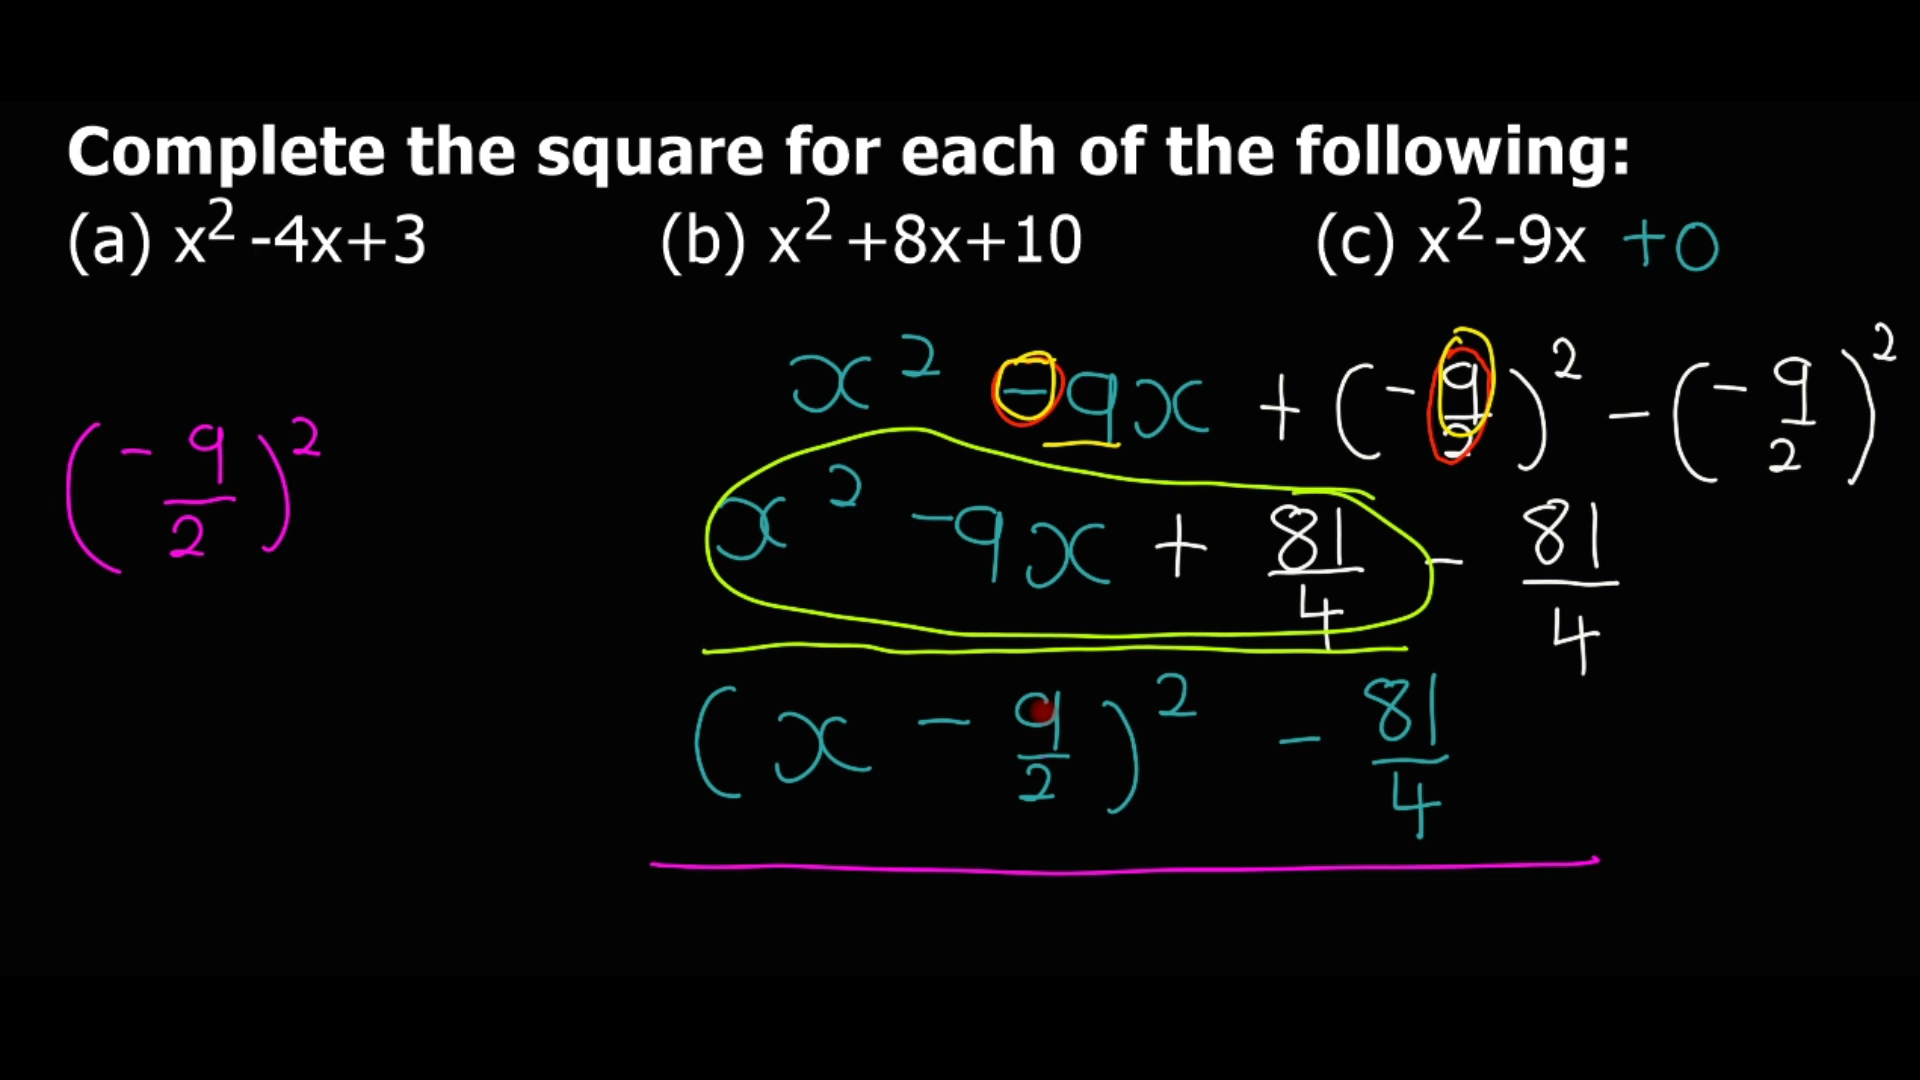 Complete the square for each of the following:
(a) x² -4x+3 (b) x² +8x+10 (c) x² -9x +0
x² -9x + (-9/2)² - (-9/2)²
(-9/2)²
x² -9x + 81/4 - 81/4
(x - 9/2)² - 81/4